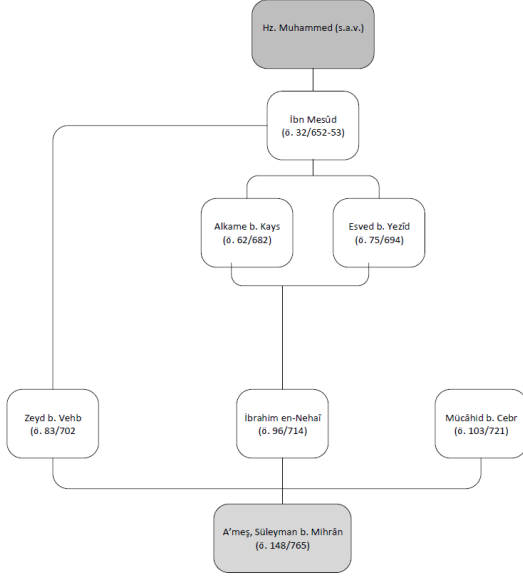 Hz. Muhammed (s.a.v.)
İbn Mesûd
(ö. 32/652-53)
Alkame b. Kays
(ö. 62/682)
Esved b. Yezîd
(ö. 75/694)
Zeyd b. Vehb
(ö. 83/702
İbrahim en-Nehaî
(ö. 96/714)
Mücâhid b. Cebr
(ö. 103/721)
A'meş, Süleyman b. Mihrân
(ö. 148/765)